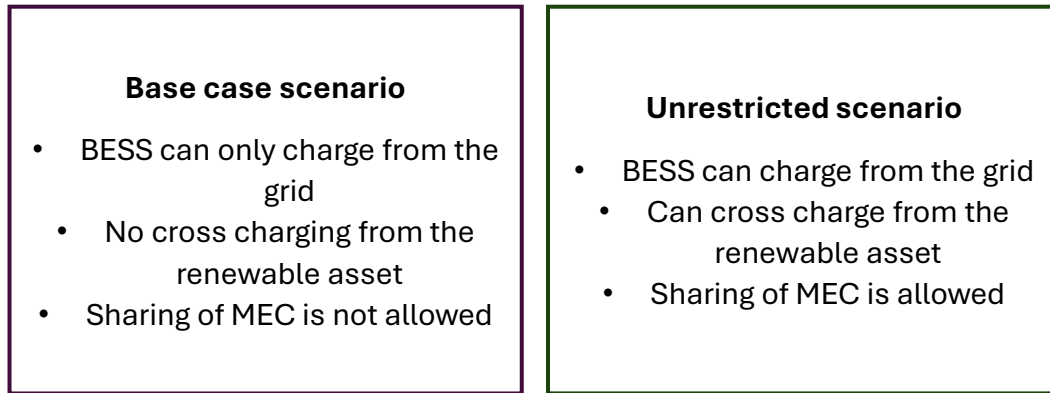 Base case scenario
• BESS can only charge from the
grid
• No cross charging from the
renewable asset
• Sharing of MEC is not allowed
Unrestricted scenario
• BESS can charge from the grid
• Can cross charge from the
renewable asset
• Sharing of MEC is allowed